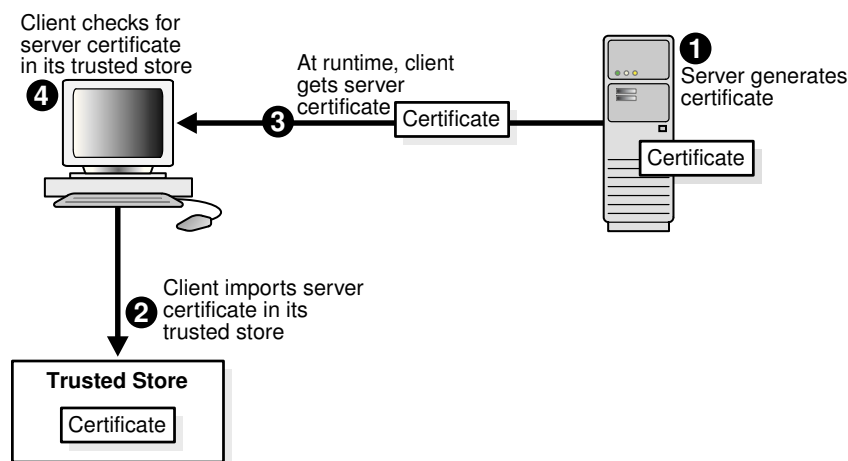 Client checks for
server certificate
in its trusted store
4
At runtime, client
gets server
certificate
3
Certificate
1
Server generates
certificate
Certificate
2
Client imports server
certificate in its
trusted store
Trusted Store
Certificate